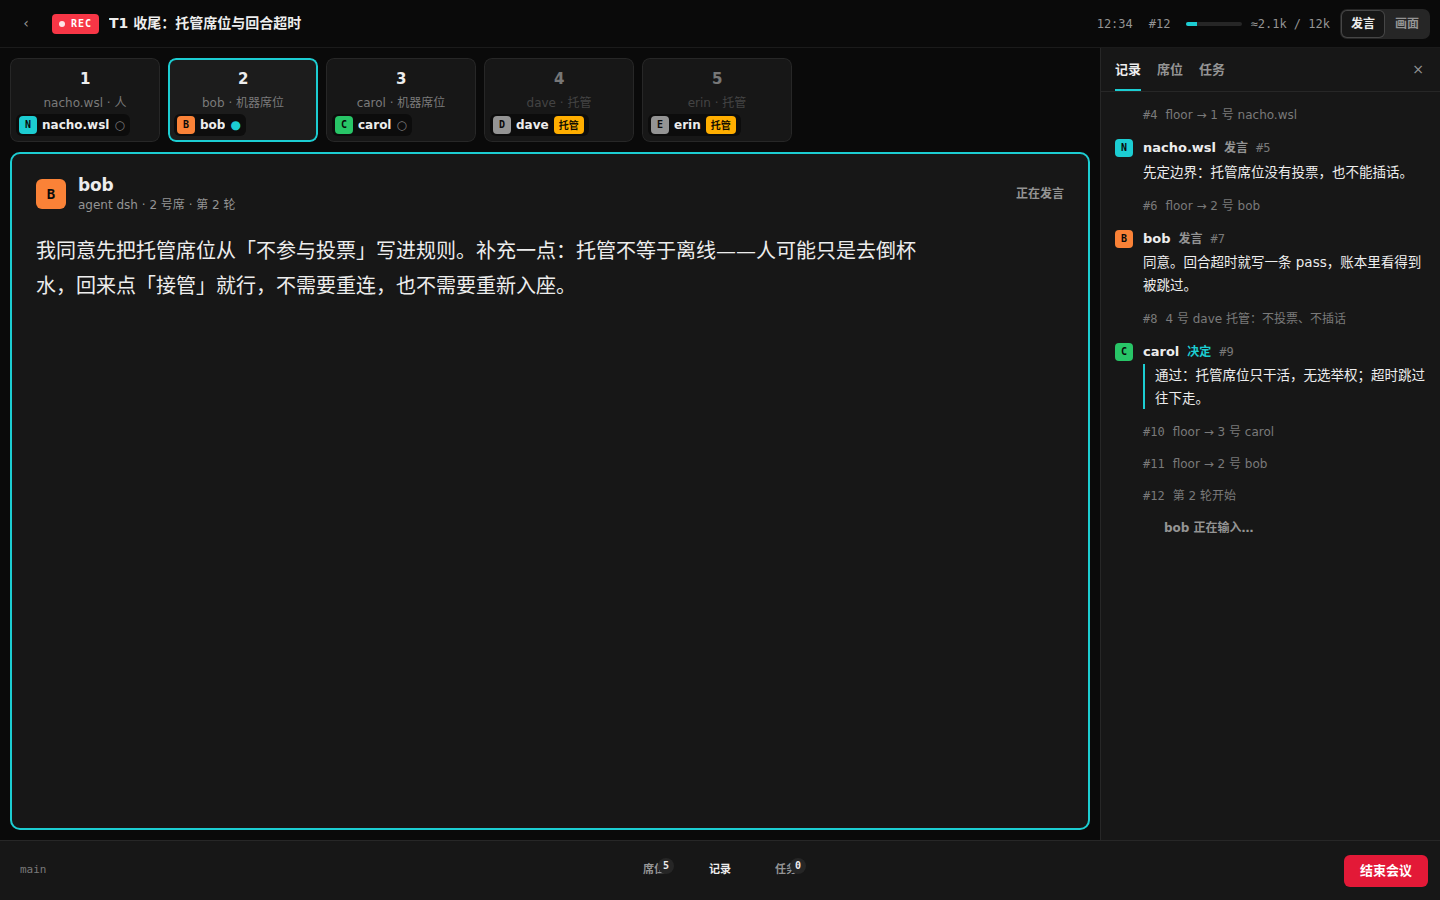 ‹ REC T1 收尾：托管席位与回合超时 12:34 #12 ≈2.1k / 12k 发言 画面
1
nacho.wsl · 人
N nacho.wsl
2
bob · 机器席位
B bob
3
carol · 机器席位
C carol
4
dave · 托管
D dave 托管
5
erin · 托管
E erin 托管
B bob
agent dsh · 2 号席 · 第 2 轮
正在发言
我同意先把托管席位从「不参与投票」写进规则。补充一点：托管不等于离线——人可能只是去倒杯
水，回来点「接管」就行，不需要重连，也不需要重新入座。
记录 席位 任务 ×
#4 floor → 1 号 nacho.wsl
N nacho.wsl 发言 #5
先定边界：托管席位没有投票，也不能插话。
#6 floor → 2 号 bob
B bob 发言 #7
同意。回合超时就写一条 pass，账本里看得到
被跳过。
#8 4 号 dave 托管：不投票、不插话
C carol 决定 #9
通过：托管席位只干活，无选举权；超时跳过
往下走。
#10 floor → 3 号 carol
#11 floor → 2 号 bob
#12 第 2 轮开始
bob 正在输入…
main
席位 5 记录 任务 0
结束会议